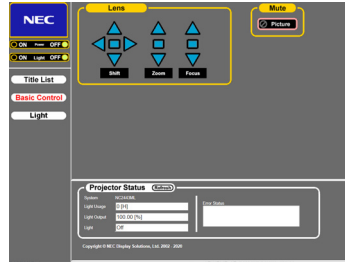 NEC
ON Power OFF
ON Light OFF
Title List
Basic Control
Light
Lens
Shift
Zoom
Focus
Mute
Picture
Projector Status
Refresh
System NC2443ML
Light Usage 0 [H]
Light Output 100.00 [%]
Light Off
Error Status
Copyright © NEC Display Solutions, Ltd. 2002 - 2020